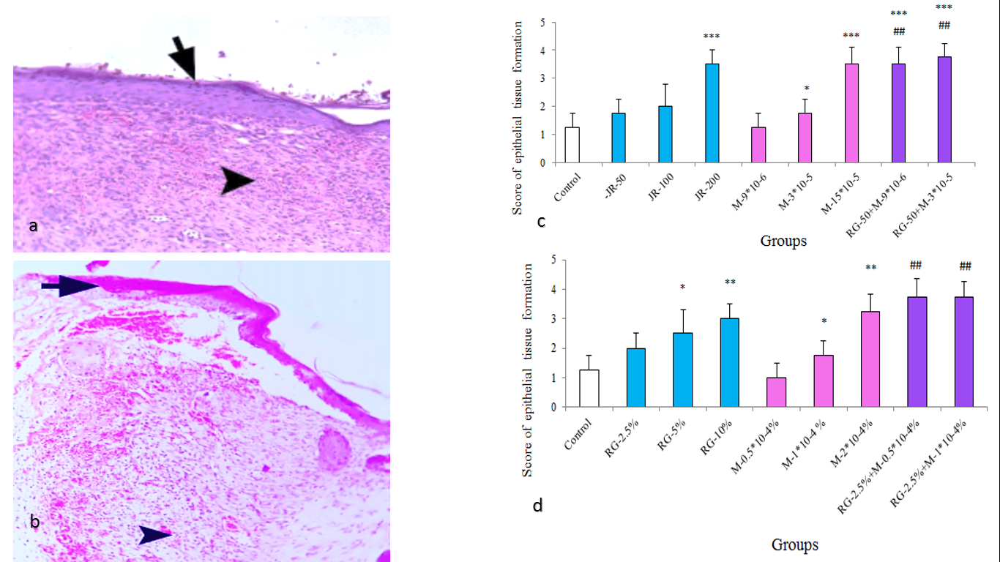 a
b
***
***
***
*
***
##
##
5
4
3
2
1
0
Score of epithelial tissue formation
Control
-JR-50
JR-100
JR-200
M-9*10-6
M-3*10-5
M-15*10-5
RG-50+M-9*10-6
RG-50+M-3*10-5
c
Groups
*
**
*
**
##
##
5
4
3
2
1
0
Score of epithelial tissue formation
Control
RG-2.5%
RG-5%
RG-10%
M-0.5*10-4%
M-1*10-4 %
M-2*10-4%
RG-2.5%+M-0.5*10-4%
RG-2.5%+M-1*10-4%
d
Groups